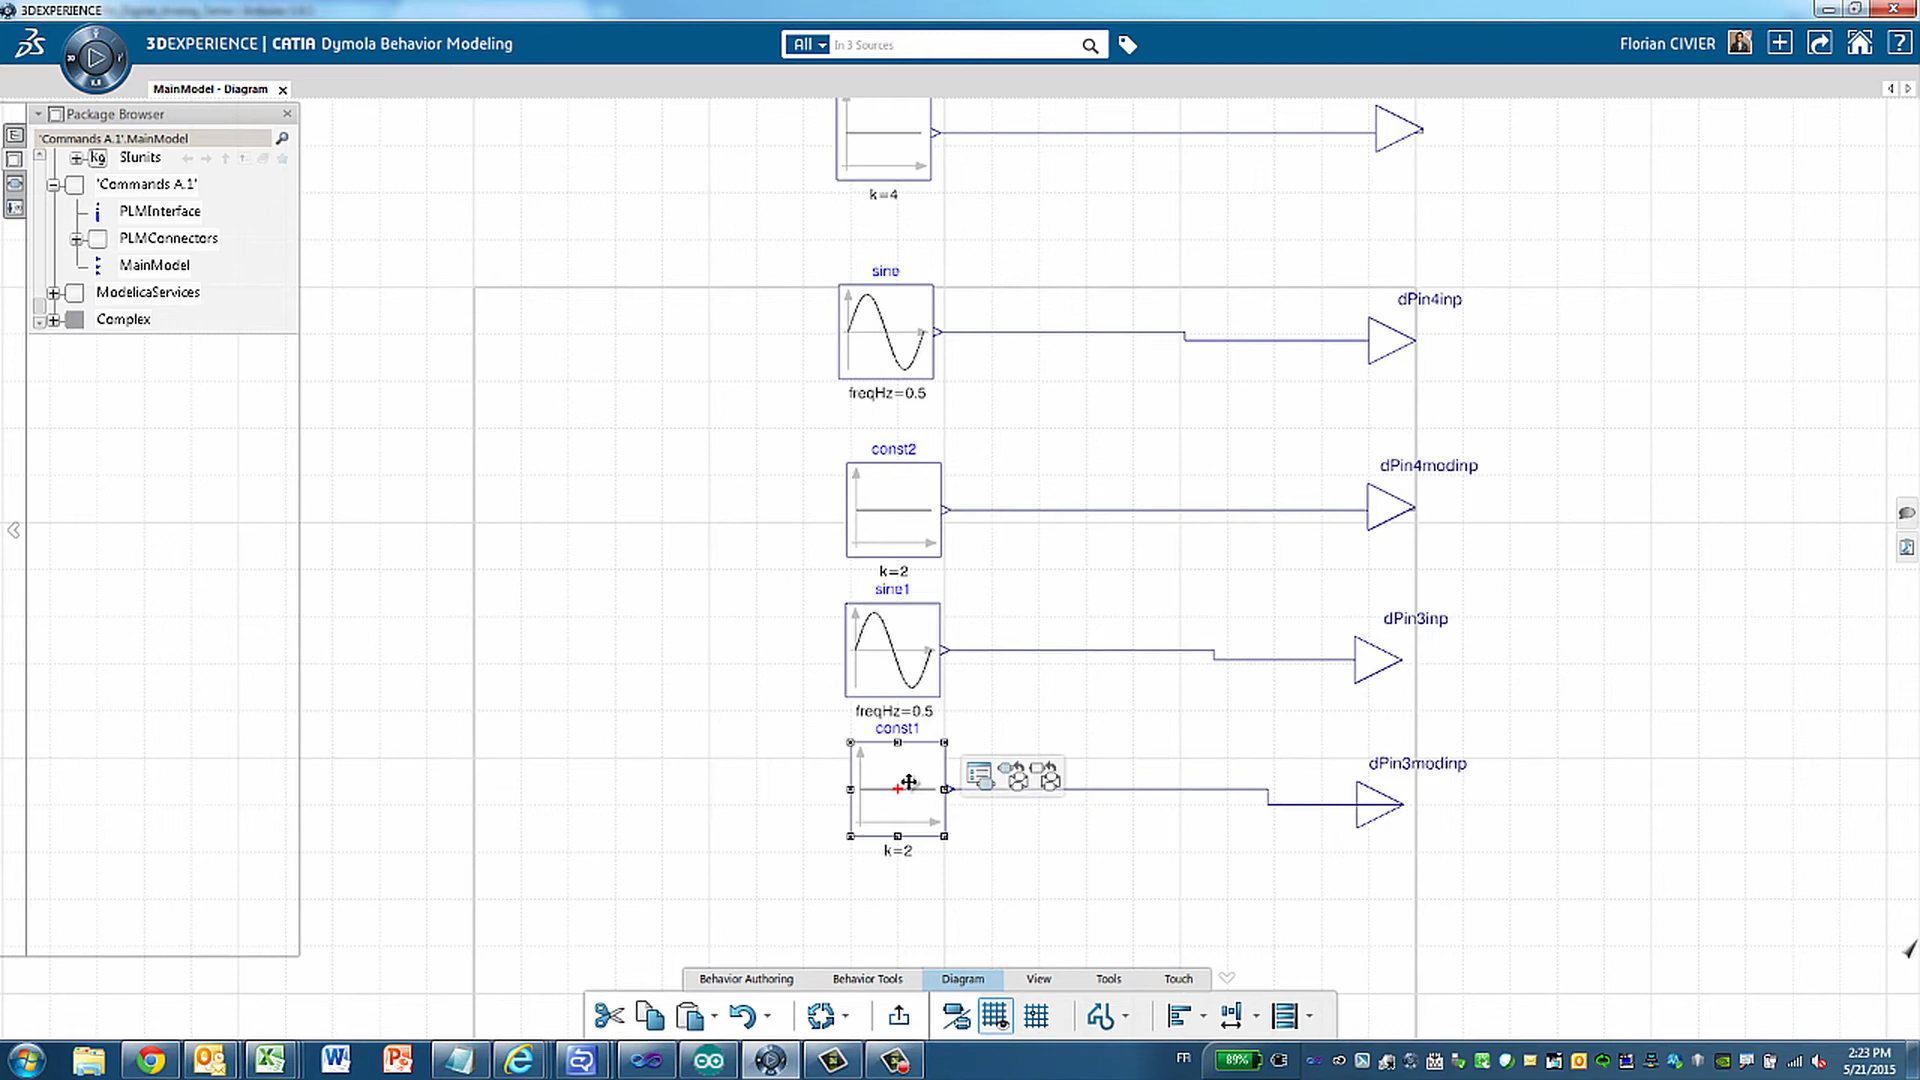 3DEXPERIENCE
3DEXPERIENCE | CATIA Dymola Behavior Modeling
All
In 3 Sources
Florian CIVIER
MainModel - Diagram
Package Browser
'Commands A.1'.MainModel
SIunits
'Commands A.1'
PLMInterface
PLMConnectors
MainModel
ModelicaServices
Complex
k=4
sine
freqHz=0.5
dPin4inp
const2
k=2
dPin4modinp
sine1
freqHz=0.5
dPin3inp
const1
k=2
dPin3modinp
Behavior Authoring
Behavior Tools
Diagram
View
Tools
Touch
FR
89%
2:23 PM
5/21/2015